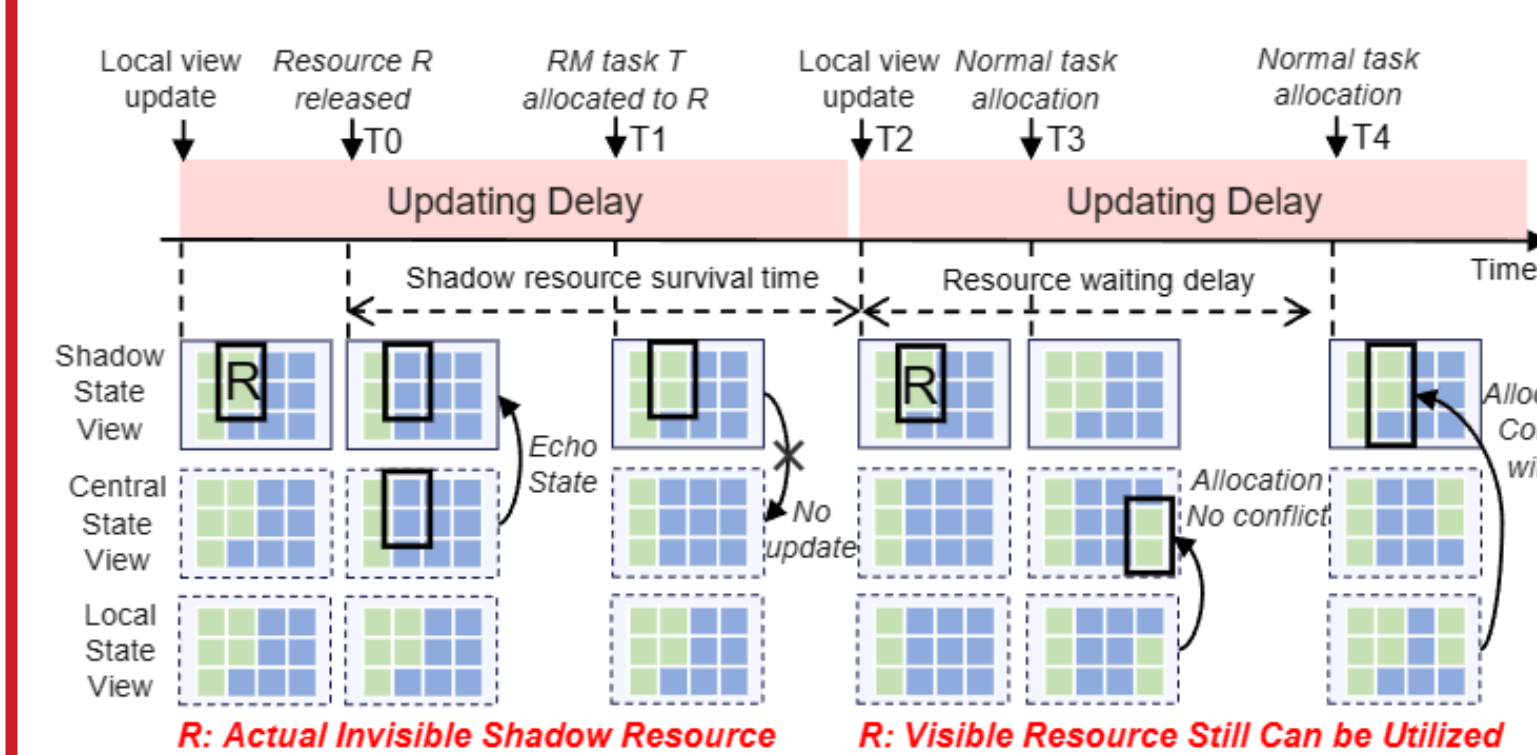 Local view
update
Resource R
released
T0
RM task T
allocated to R
T1
Local view
update
T2
Normal task
allocation
T3
Normal task
allocation
T4
Updating Delay
Updating Delay
Time
Shadow resource survival time
Resource waiting delay
Shadow
State
View
R
R
Echo
State
Central
State
View
No
update
Allocation
No conflict
Local
State
View
R: Actual Invisible Shadow Resource
R: Visible Resource Still Can be Utilized